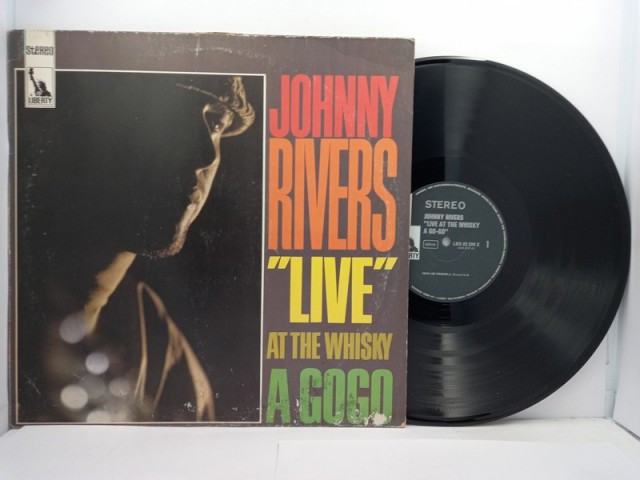 Stereo
LIBERTY
JOHNNY
RIVERS
"LIVE"
AT THE WHISKY
A GOGO
STEREO
JOHNNY RIVERS
"LIVE AT THE WHISKY
A GO-GO"
1